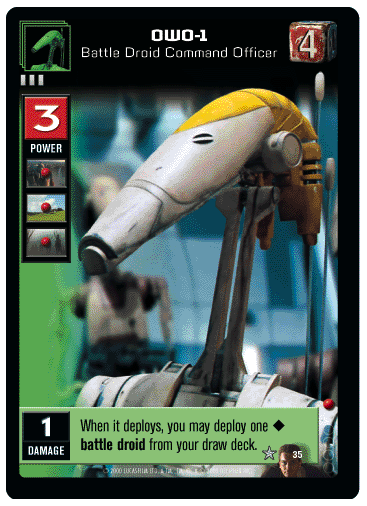 OWO-1
Battle Droid Command Officer
4
3
POWER
1
DAMAGE
When it deploys, you may deploy one ◆
battle droid from your draw deck.
35